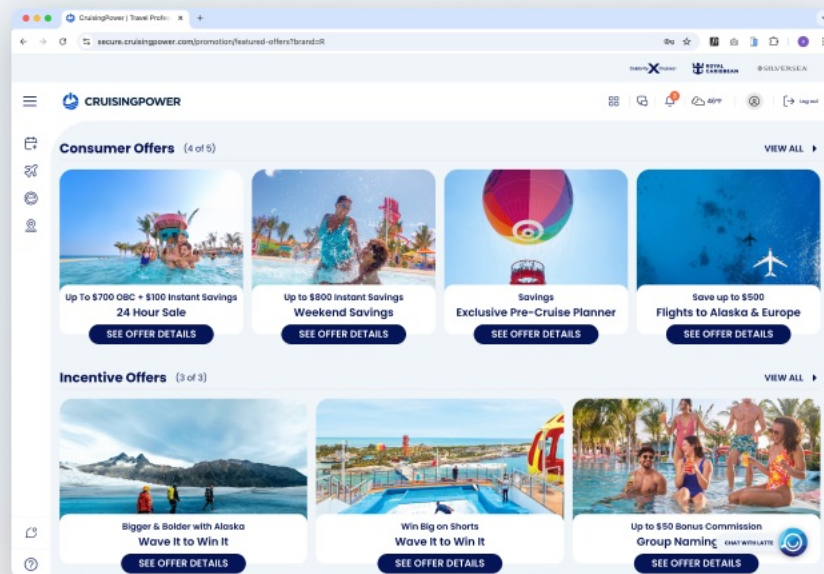 CruisingPower | Travel Profes
secure.cruisingpower.com/promotion/featured-offers?brand=R
Celebrity X Cruises
ROYAL CARIBBEAN
SILVERSEA
CRUISINGPOWER
46°F
Log out
Consumer Offers (4 of 5)
VIEW ALL
Up To $700 OBC + $100 Instant Savings
24 Hour Sale
SEE OFFER DETAILS
Up to $800 Instant Savings
Weekend Savings
SEE OFFER DETAILS
Savings
Exclusive Pre-Cruise Planner
SEE OFFER DETAILS
Save up to $500
Flights to Alaska & Europe
SEE OFFER DETAILS
Incentive Offers (3 of 3)
VIEW ALL
Bigger & Bolder with Alaska
Wave It to Win It
SEE OFFER DETAILS
Win Big on Shorts
Wave It to Win It
SEE OFFER DETAILS
Up to $50 Bonus Commission
Group Naming
CHAT WITH LATTE
SEE OFFER DETAILS